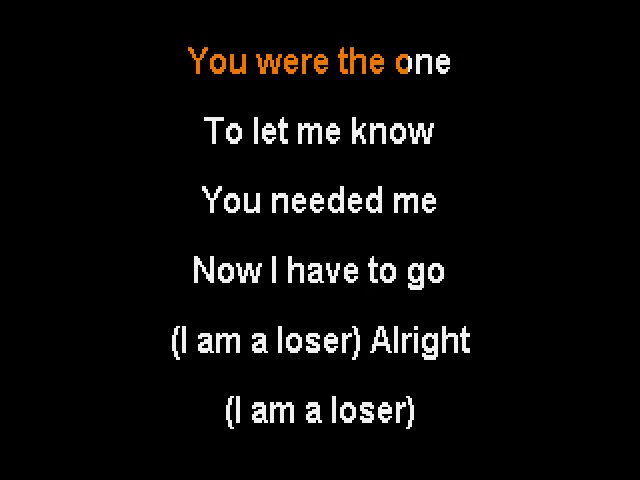 You were the one
To let me know
You needed me
Now I have to go
(I am a loser) Alright
(I am a loser)